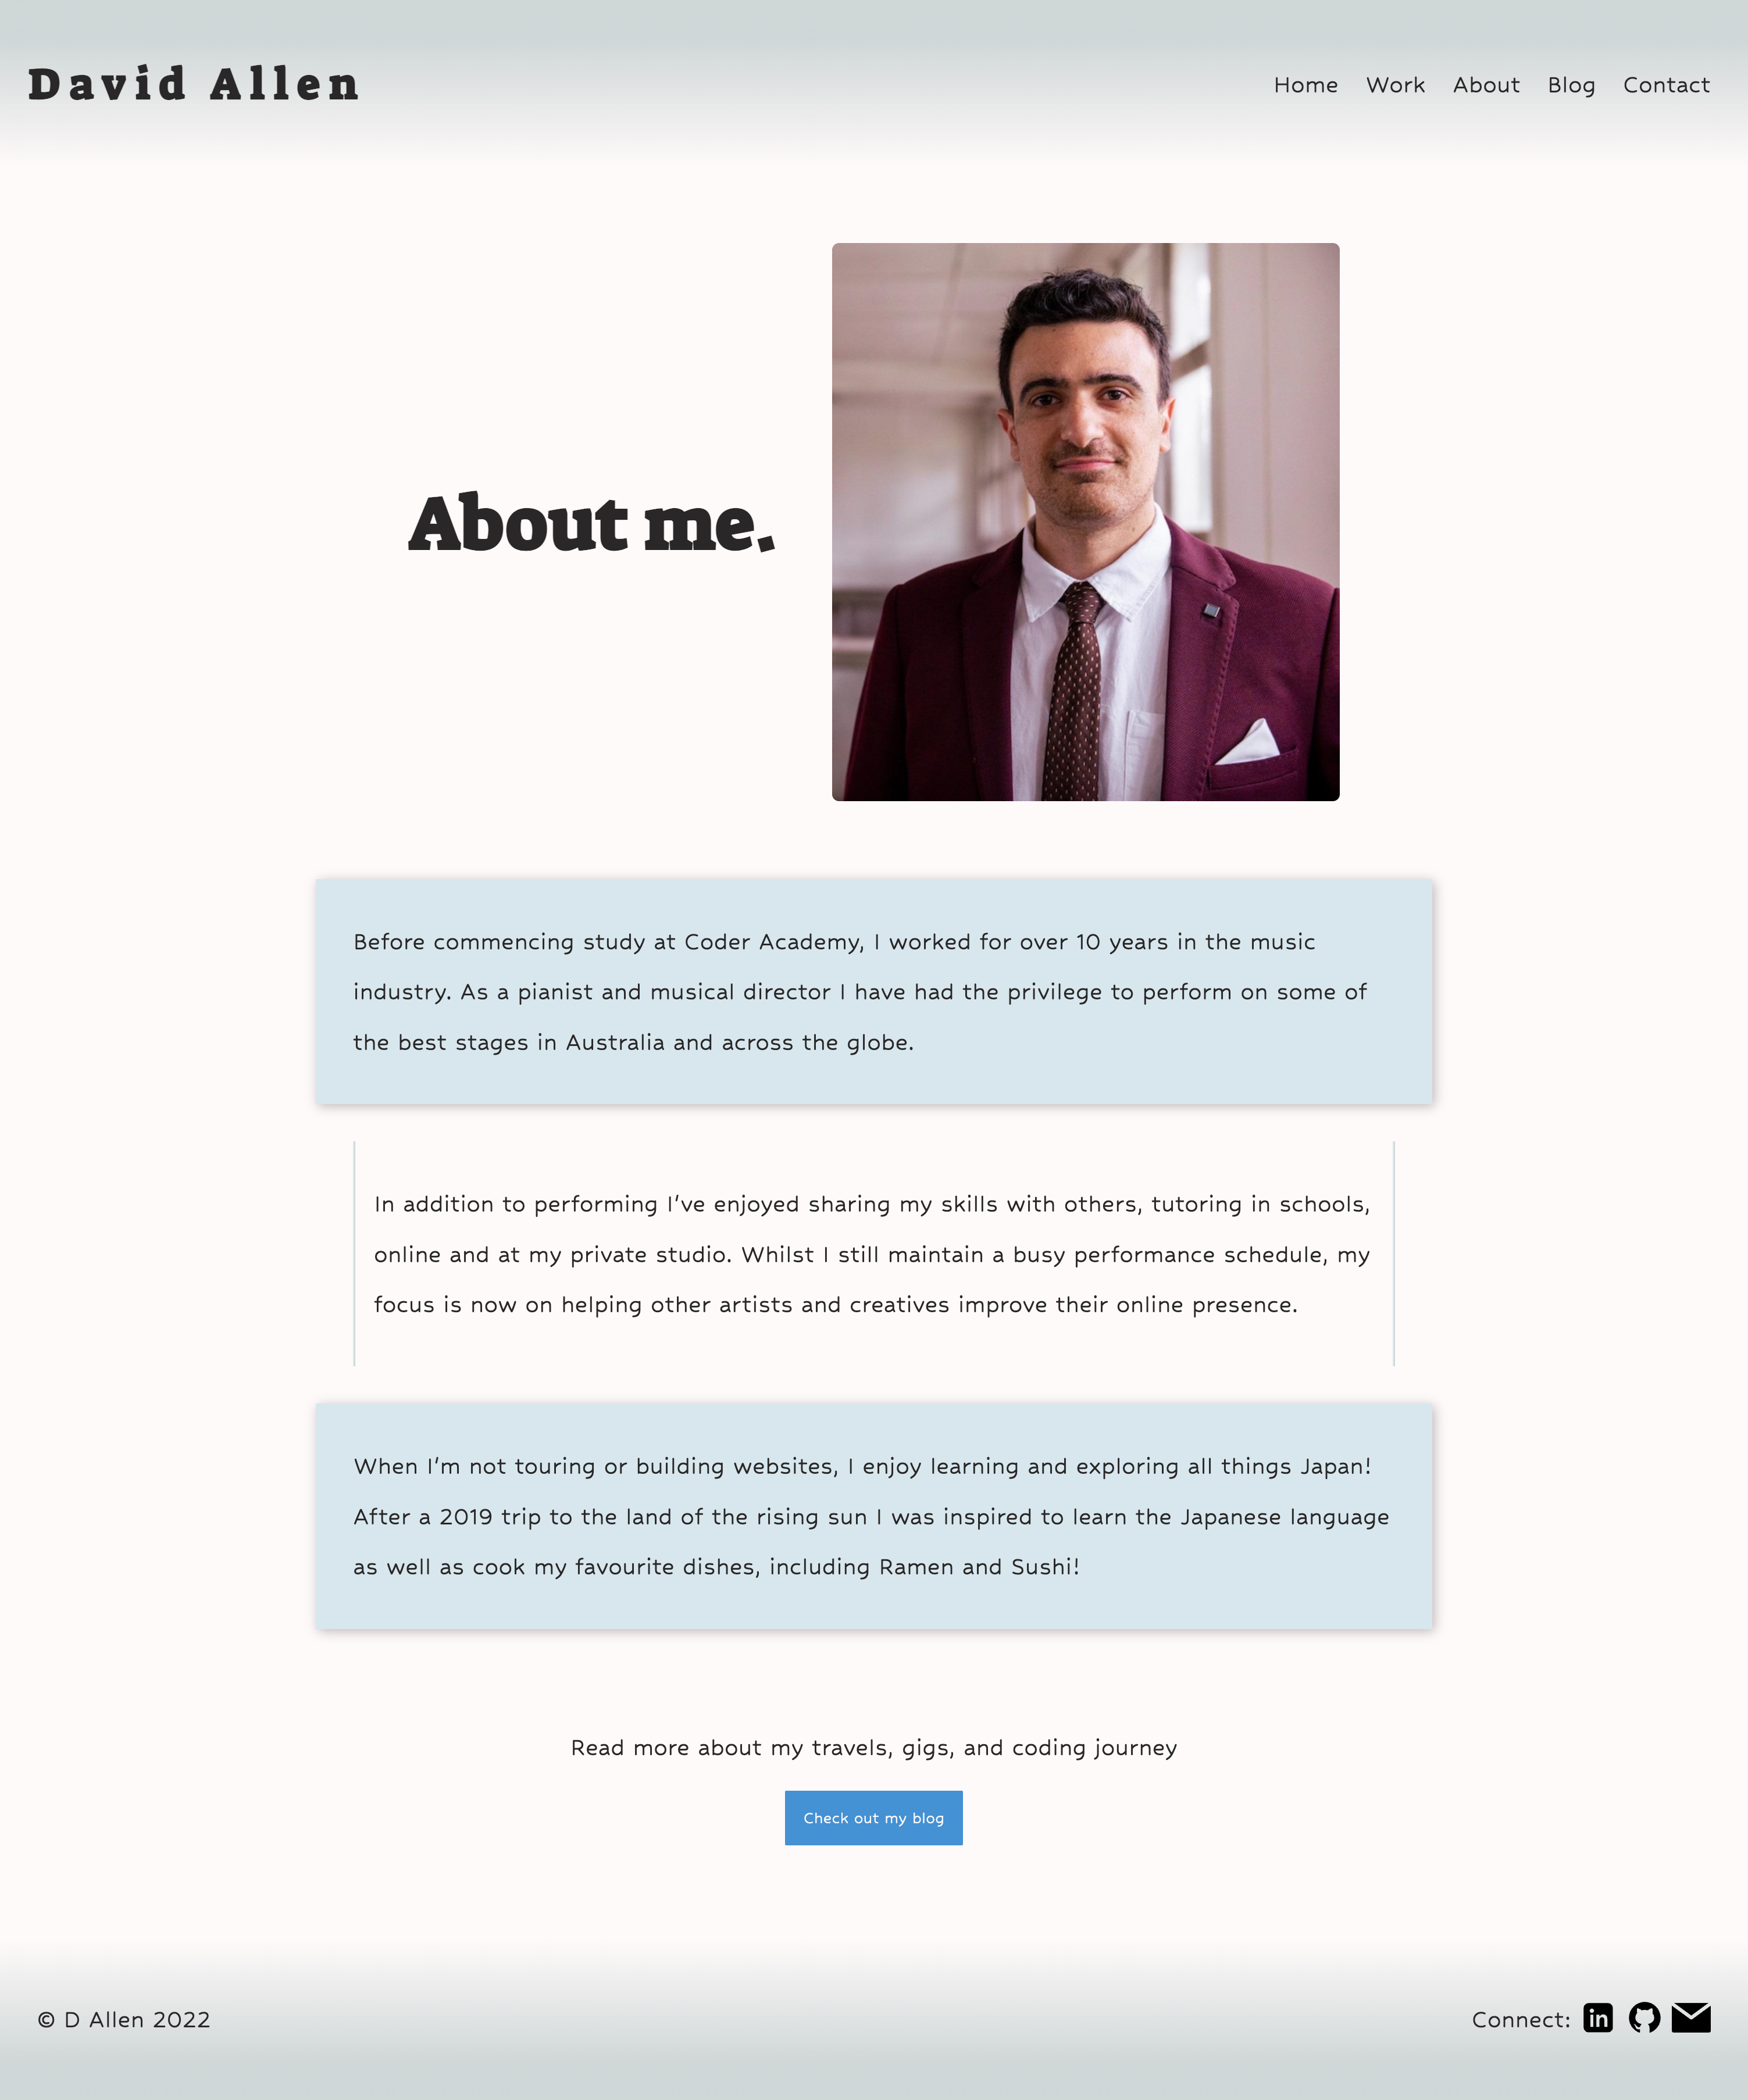 David Allen
Home Work About Blog Contact
About me.
Before commencing study at Coder Academy, I worked for over 10 years in the music
industry. As a pianist and musical director I have had the privilege to perform on some of
the best stages in Australia and across the globe.
In addition to performing I've enjoyed sharing my skills with others, tutoring in schools,
online and at my private studio. Whilst I still maintain a busy performance schedule, my
focus is now on helping other artists and creatives improve their online presence.
When I'm not touring or building websites, I enjoy learning and exploring all things Japan!
After a 2019 trip to the land of the rising sun I was inspired to learn the Japanese language
as well as cook my favourite dishes, including Ramen and Sushi!
Read more about my travels, gigs, and coding journey
Check out my blog
© D Allen 2022
Connect: in